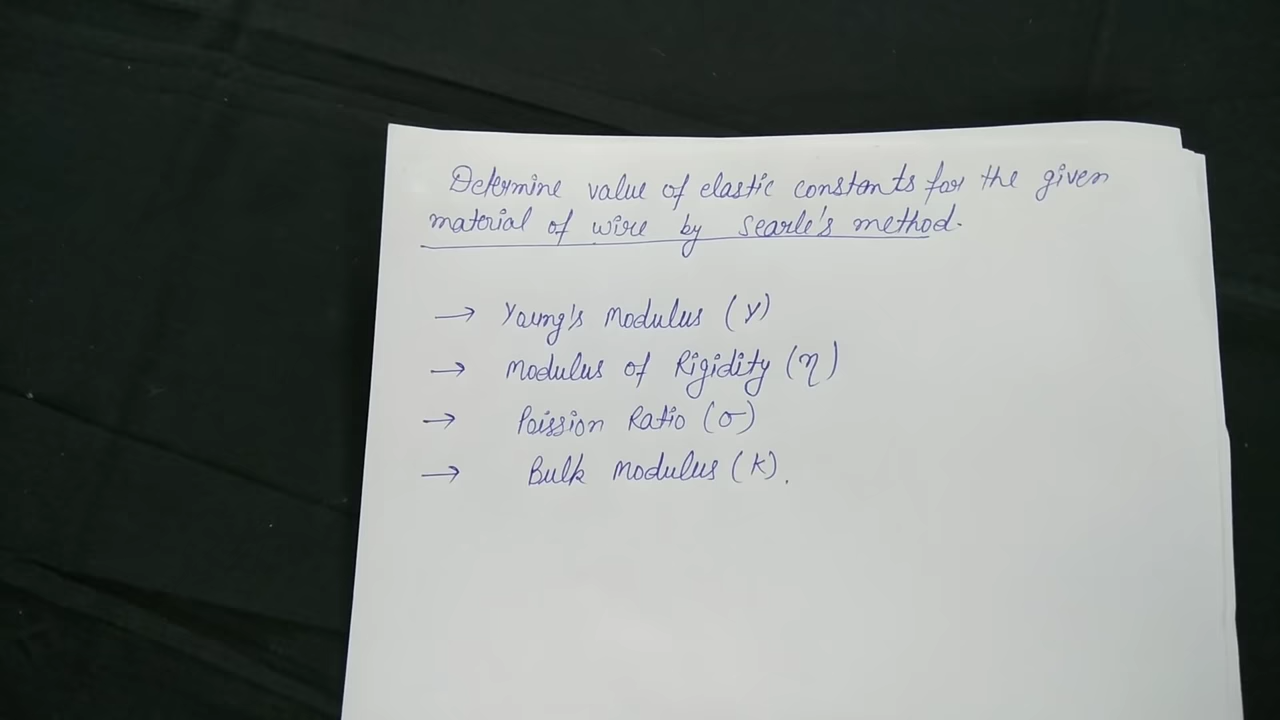 Determine value of elastic constants for the given
material of wire by Searle's method.
→ Young's Modulus (Y)
→ Modulus of Rigidity (η)
→ Poission Ratio (σ)
→ Bulk Modulus (K).